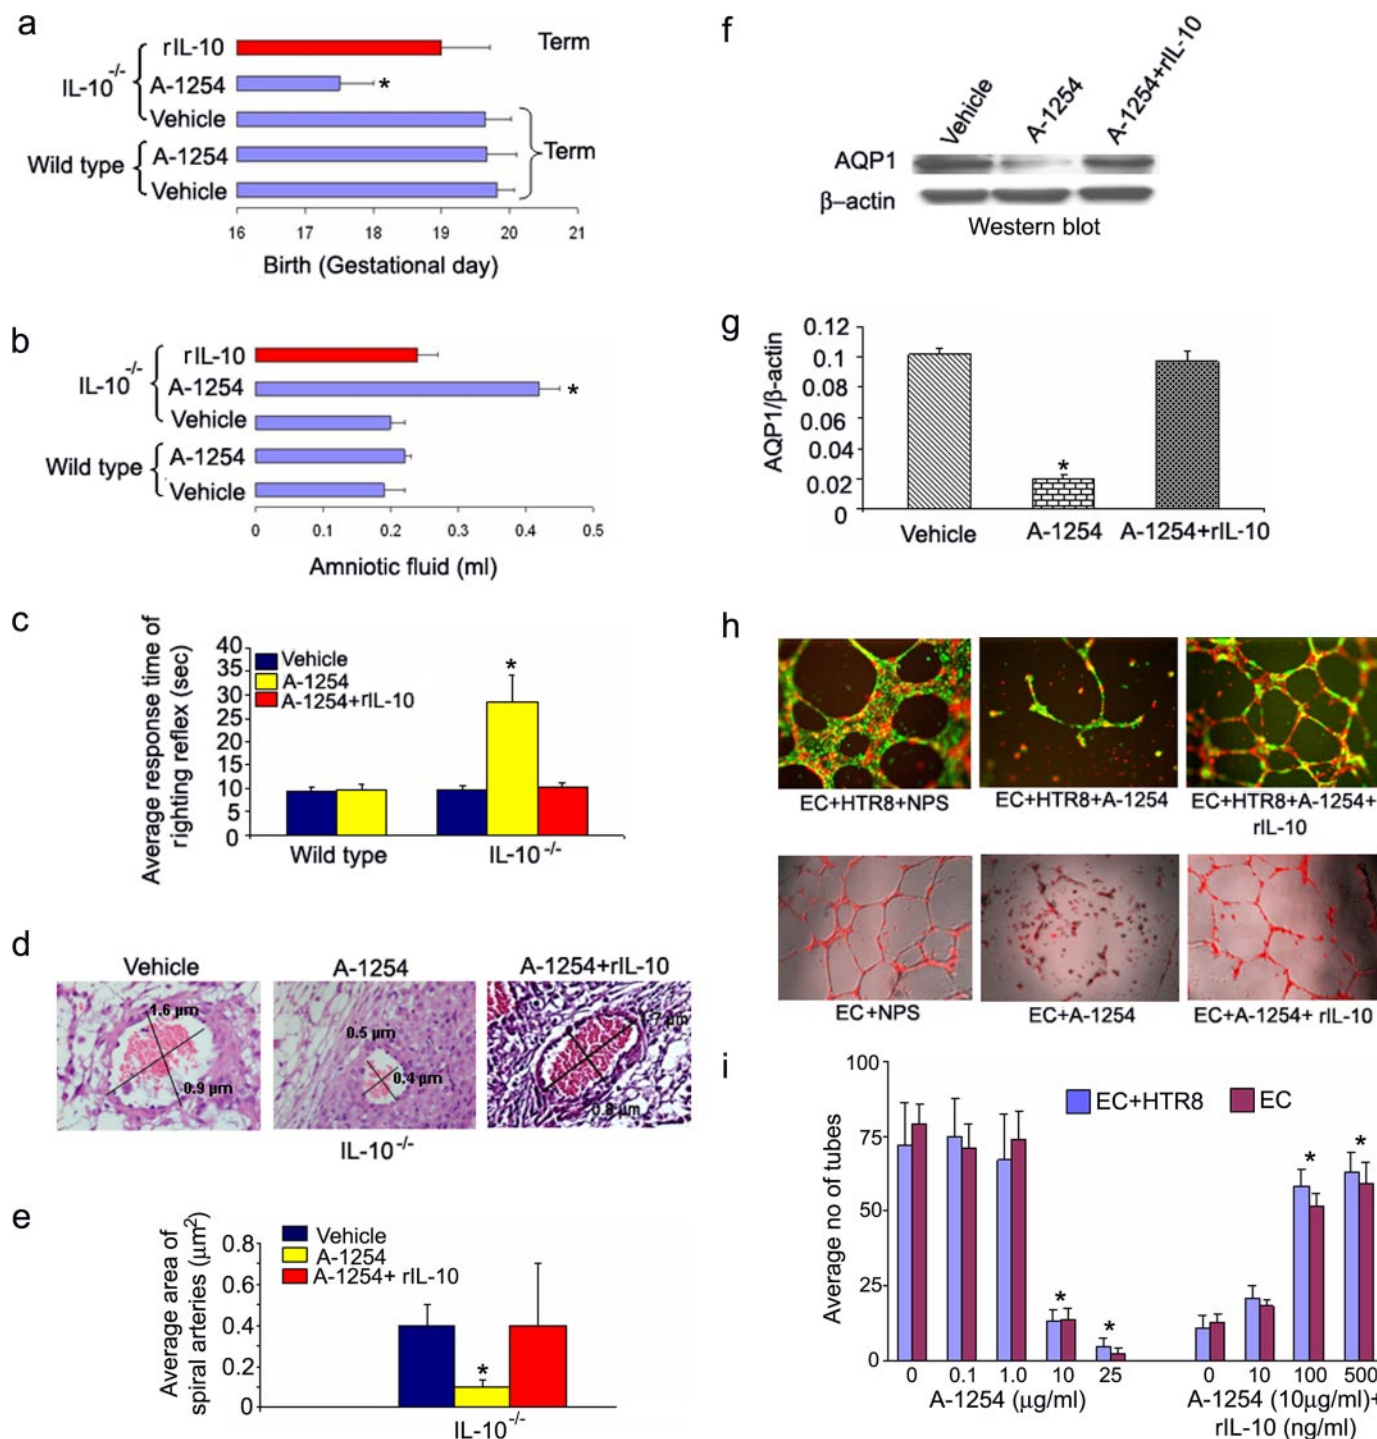 a
rIL-10
Term
IL-10-/-
A-1254
*
Vehicle
Wild type
A-1254
Term
Vehicle
16 17 18 19 20 21
Birth (Gestational day)
b
rIL-10
IL-10-/-
A-1254
*
Vehicle
Wild type
A-1254
Vehicle
0 0.1 0.2 0.3 0.4 0.5
Amniotic fluid (ml)
c
Average response time of
righting reflex (sec)
40
35
30
25
20
15
10
5
0
Vehicle
A-1254
A-1254+rIL-10
*
Wild type IL-10-/-
d
Vehicle A-1254 A-1254+rIL-10
1.6 µm
0.9 µm
0.5 µm
0.4 µm
1.7 µm
0.8 µm
IL-10-/-
e
Average area of
spiral arteries (µm2)
0.8
0.6
0.4
0.2
0
Vehicle
A-1254
A-1254+ rIL-10
*
IL-10-/-
f
Vehicle A-1254 A-1254+rIL-10
AQP1
β–actin
Western blot
g
AQP1/β-actin
0.12
0.1
0.08
0.06
0.04
0.02
0
*
Vehicle A-1254 A-1254+rIL-10
h
EC+HTR8+NPS EC+HTR8+A-1254 EC+HTR8+A-1254+
rIL-10
EC+NPS EC+A-1254 EC+A-1254+ rIL-10
i
Average no of tubes
100
75
50
25
0
EC+HTR8 EC
* * * *
0 0.1 1.0 10 25 0 10 100 500
A-1254 (µg/ml)
A-1254 (10µg/ml)+
rIL-10 (ng/ml)